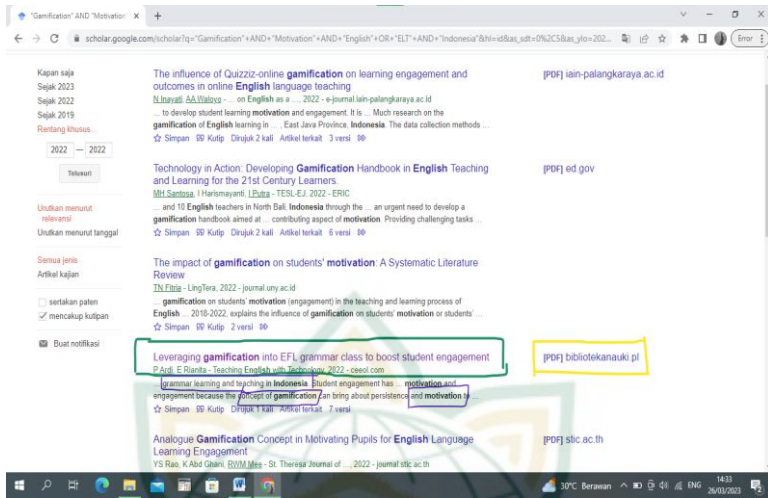 "Gamification" AND "Motivation"
scholar.google.com/scholar?q="Gamification"+AND+"Motivation"+AND+"English"+OR+"ELT"+AND+"Indonesia"&hl=id&as_sdt=0%2C5&as_ylo=202...
Error
Kapan saja
Sejak 2023
Sejak 2022
Sejak 2019
Rentang khusus...
2022 — 2022
Telusuri
Urutkan menurut
relevansi
Urutkan menurut tanggal
Semua jenis
Artikel kajian
sertakan paten
mencakup kutipan
Buat notifikasi
The influence of Quizziz-online gamification on learning engagement and
outcomes in online English language teaching
N Inayati, AA Waloyo - ... on English as a ..., 2022 - e-journal.iain-palangkaraya.ac.id
... to develop student learning motivation and engagement. It is ... Much research on the
gamification of English learning in ... , East Java Province, Indonesia. The data collection methods ...
Simpan Kutip Dirujuk 2 kali Artikel terkait 3 versi
[PDF] iain-palangkaraya.ac.id
Technology in Action: Developing Gamification Handbook in English Teaching
and Learning for the 21st Century Learners.
MH Santosa, I Harismayanti, I Putra - TESL-EJ, 2022 - ERIC
... and 10 English teachers in North Bali, Indonesia through the ... an urgent need to develop a
gamification handbook aimed at ... contributing aspect of motivation. Providing challenging tasks ...
Simpan Kutip Dirujuk 2 kali Artikel terkait 6 versi
[PDF] ed.gov
The impact of gamification on students' motivation: A Systematic Literature
Review
TN Fitria - LingTera, 2022 - journal.uny.ac.id
... gamification on students' motivation (engagement) in the teaching and learning process of
English ... 2018-2022, explains the influence of gamification on students' motivation or students' ...
Simpan Kutip 2 versi
Leveraging gamification into EFL grammar class to boost student engagement
P Ardi, E Rianita - Teaching English with Technology, 2022 - ceeol.com
... grammar learning and teaching in Indonesia. Student engagement has ... motivation and
engagement because the concept of gamification can bring about persistence and motivation to ...
Simpan Kutip Dirujuk 1 kali Artikel terkait 7 versi
[PDF] bibliotekanauki.pl
Analogue Gamification Concept in Motivating Pupils for English Language
Learning Engagement
YS Rao, K Abd Ghani, RWM Mee - St. Theresa Journal of ..., 2022 - journal.stic.ac.th
[PDF] stic.ac.th
30°C Berawan
ENG
14:33
26/03/2023